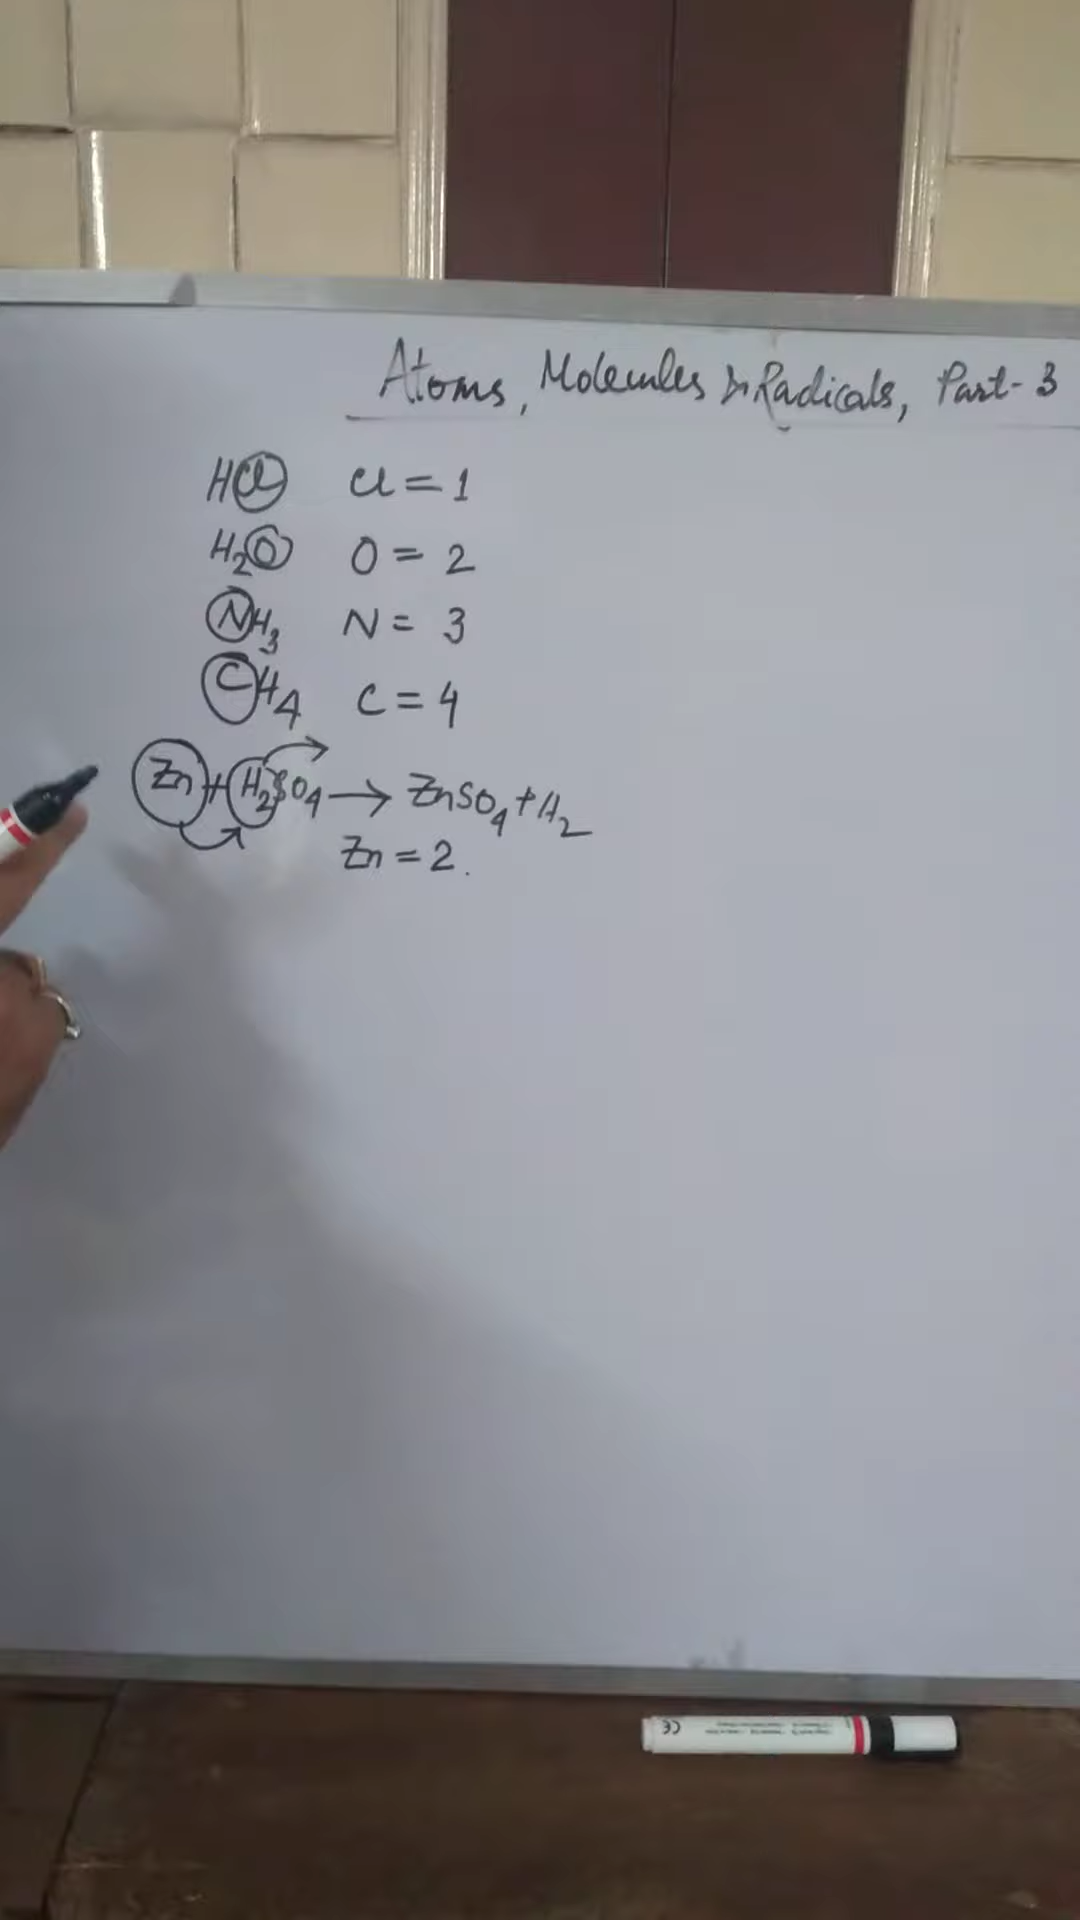 Atoms, Molecules & Radicals, Part-3
HCl Cl = 1
H2O O = 2
NH3 N = 3
CH4 C = 4
Zn + H2SO4 → ZnSO4 + H2
Zn = 2.
CE